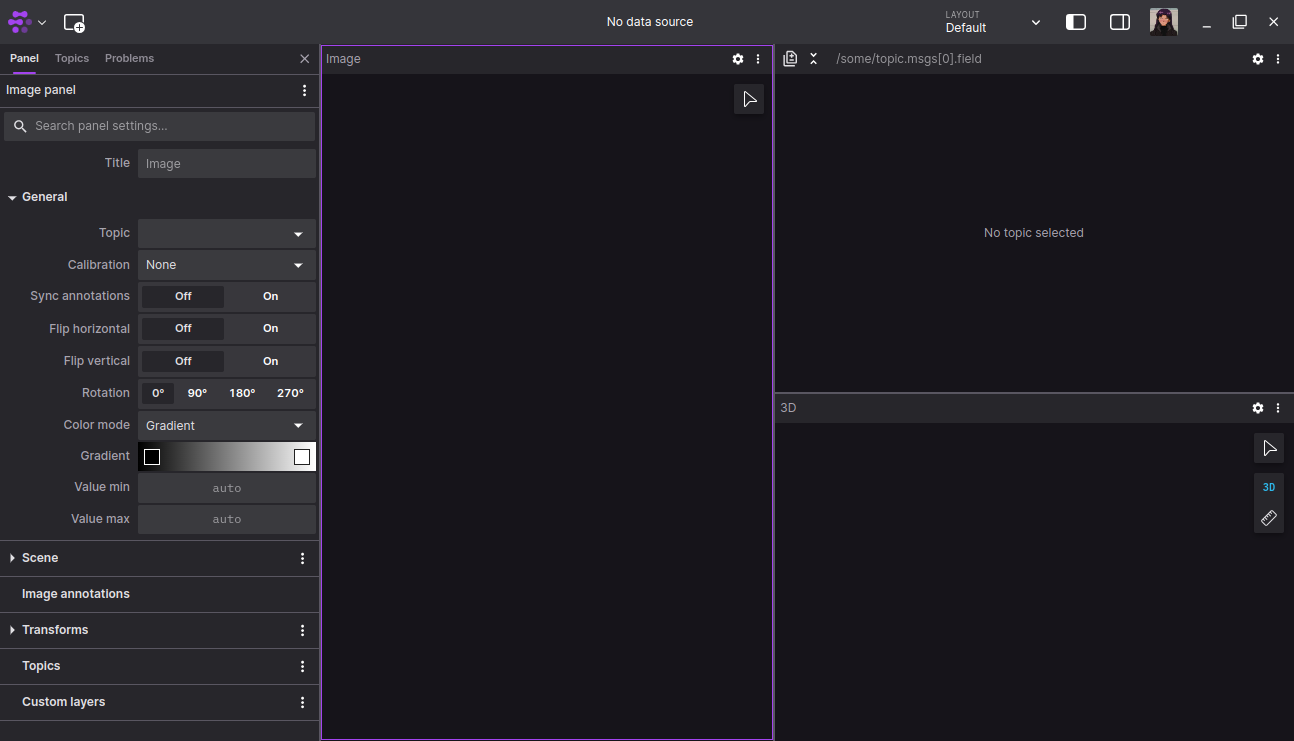 No data source
LAYOUT
Default
Panel
Topics
Problems
Image panel
Search panel settings...
Title
Image
General
Topic
Calibration
None
Sync annotations
Off
On
Flip horizontal
Off
On
Flip vertical
Off
On
Rotation
0°
90°
180°
270°
Color mode
Gradient
Gradient
Value min
auto
Value max
auto
Scene
Image annotations
Transforms
Topics
Custom layers
Image
/some/topic.msgs[0].field
No topic selected
3D
3D